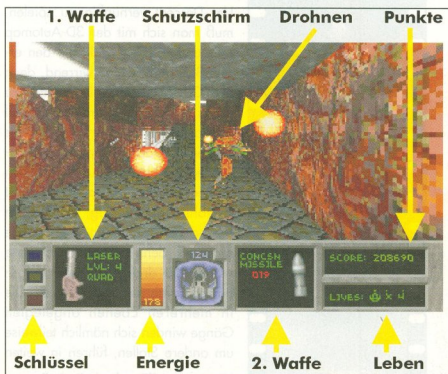 1. Waffe Schutzschirm Drohnen Punkte
LASER
LVL: 4
QUAD
178
124
CONCSN
MISSILE
019
SCORE: 208690
LIVES: x 4
Schlüssel Energie 2. Waffe Leben